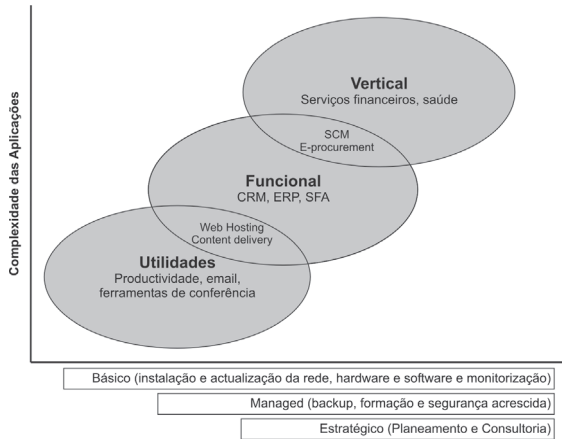 Complexidade das Aplicações
Vertical
Serviços financeiros, saúde
SCM
E-procurement
Funcional
CRM, ERP, SFA
Web Hosting
Content delivery
Utilidades
Productividade, email,
ferramentas de conferência
Básico (instalação e actualização da rede, hardware e software e monitorização)
Managed (backup, formação e segurança acrescida)
Estratégico (Planeamento e Consultoria)